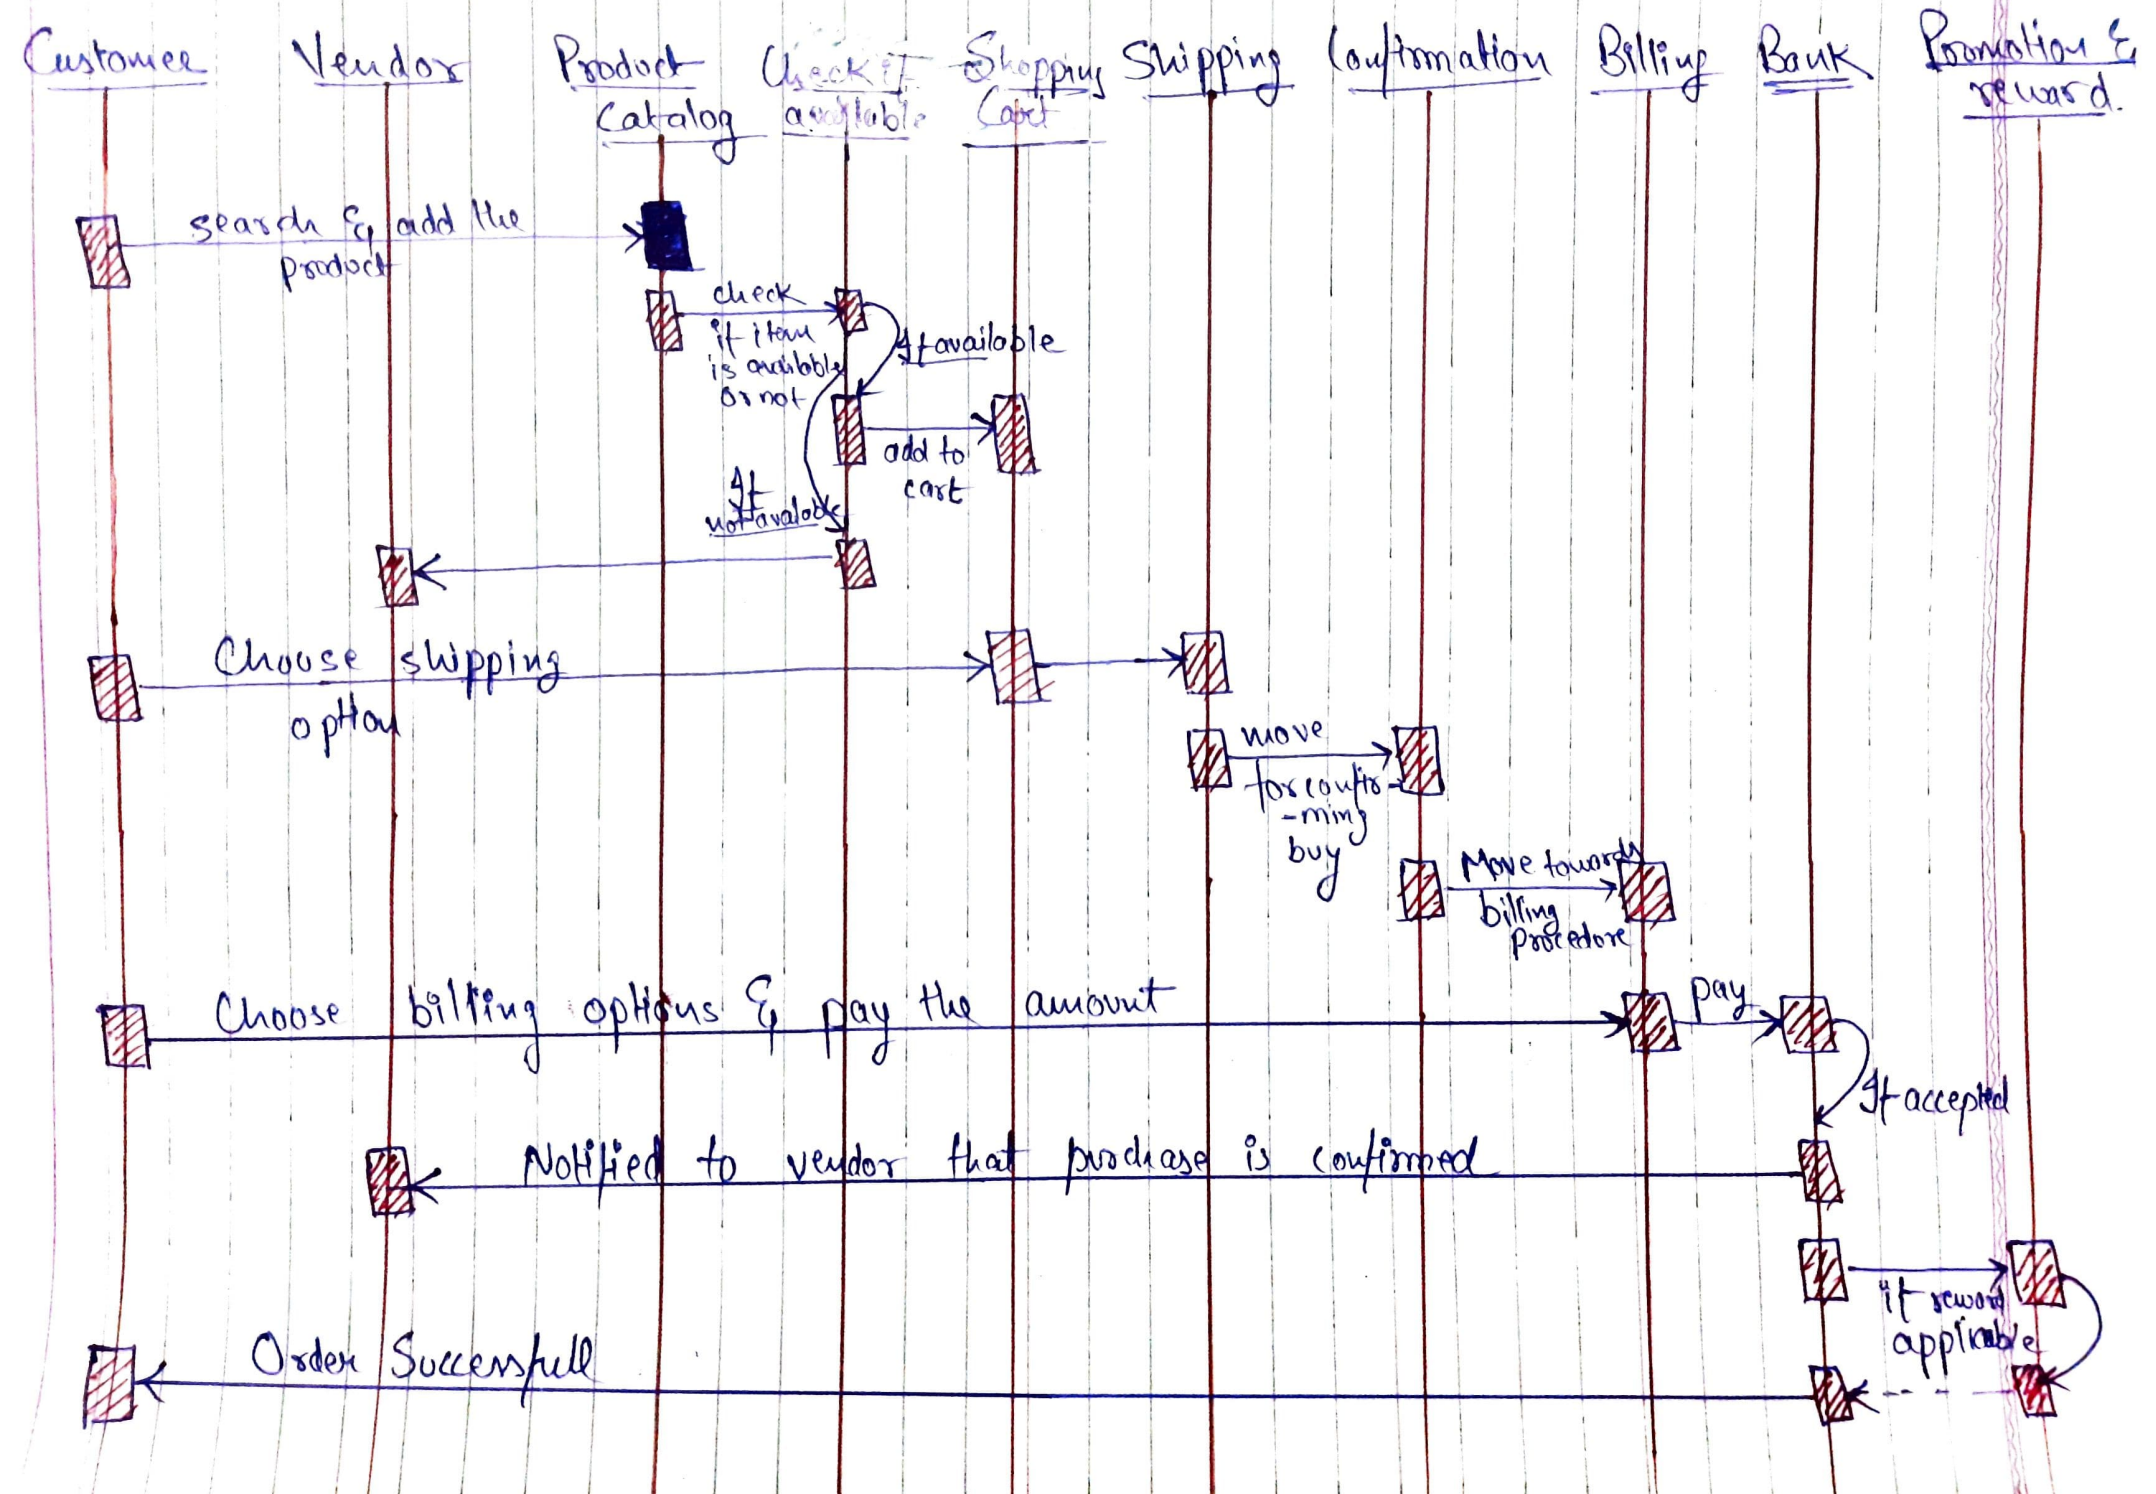 Customer
Vendor
Product
Catalog
Check if
available
Shopping
Cart
Shipping
Confirmation
Billing
Bank
Promotion &
reward.
search & add the
product
check
if item
is available
or not
If available
add to
cart
If
not available
Choose shipping
option
move
for confir-
-ming
buy
Move towards
billing
Procedure
Choose billing options & pay the amount
pay
If accepted
Notified to vendor that purchase is confirmed
if reward
applicable
Order Successfull